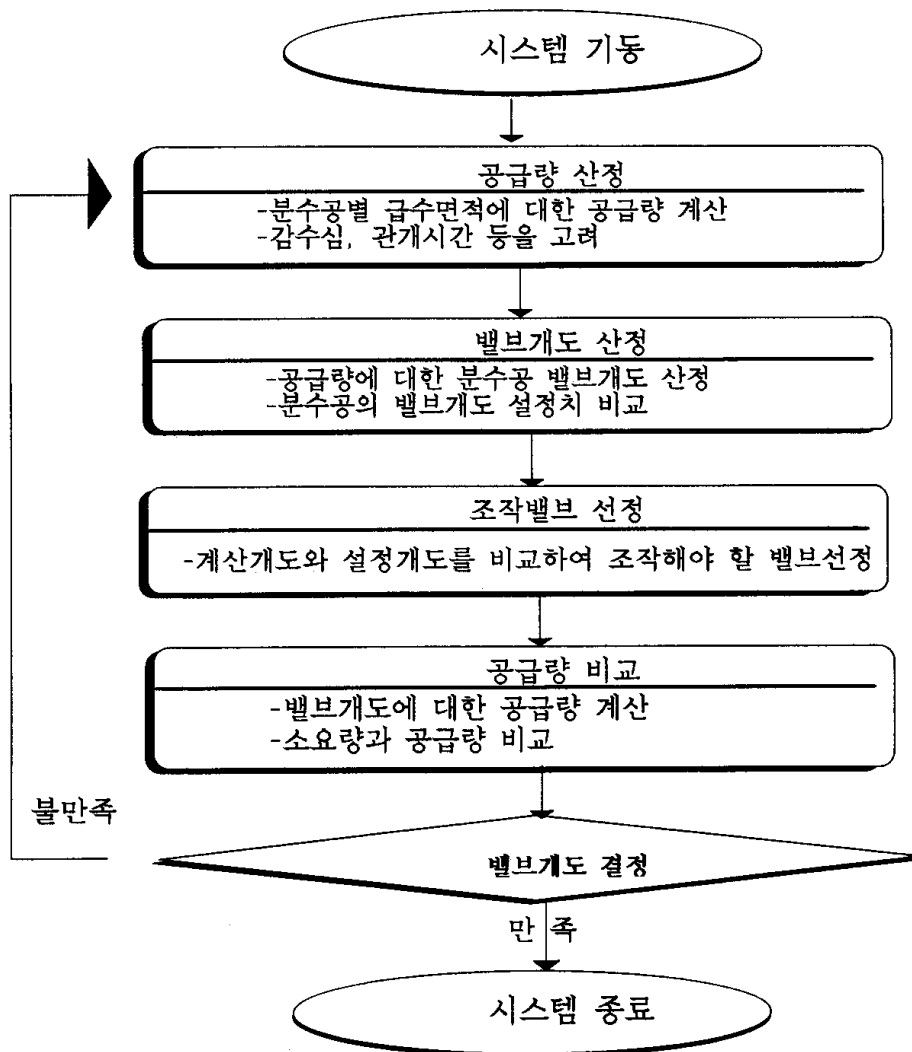 시스템 기동
공급량 산정
-분수공별 급수면적에 대한 공급량 계산
-감수심, 관개시간 등을 고려
밸브개도 산정
-공급량에 대한 분수공 밸브개도 산정
-분수공의 밸브개도 설정치 비교
조작밸브 선정
-계산개도와 설정개도를 비교하여 조작해야 할 밸브선정
공급량 비교
-밸브개도에 대한 공급량 계산
-소요량과 공급량 비교
불만족
밸브개도 결정
만 족
시스템 종료